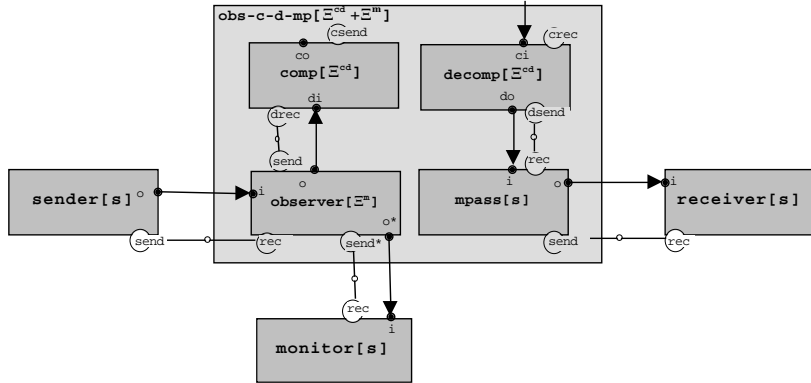 obs-c-d-mp[Ξcd+Ξm]
csend
crec
co
ci
comp[Ξcd]
decomp[Ξcd]
di
do
drec
dsend
send
rec
o
i
o
sender[s]
o
i
observer[Ξm]
mpass[s]
i
receiver[s]
o*
send
rec
send*
send
rec
rec
i
monitor[s]